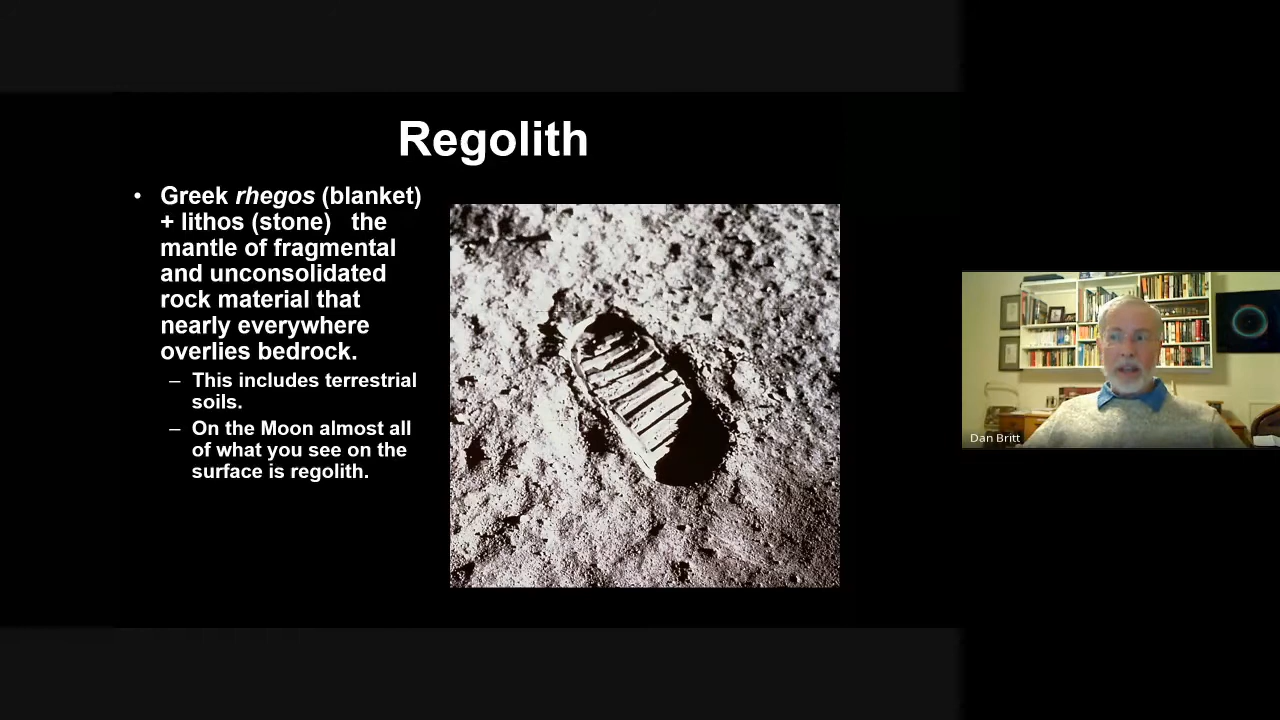 Regolith
• Greek rhegos (blanket)
+ lithos (stone) the
mantle of fragmental
and unconsolidated
rock material that
nearly everywhere
overlies bedrock.
– This includes terrestrial
soils.
– On the Moon almost all
of what you see on the
surface is regolith.
Dan Britt